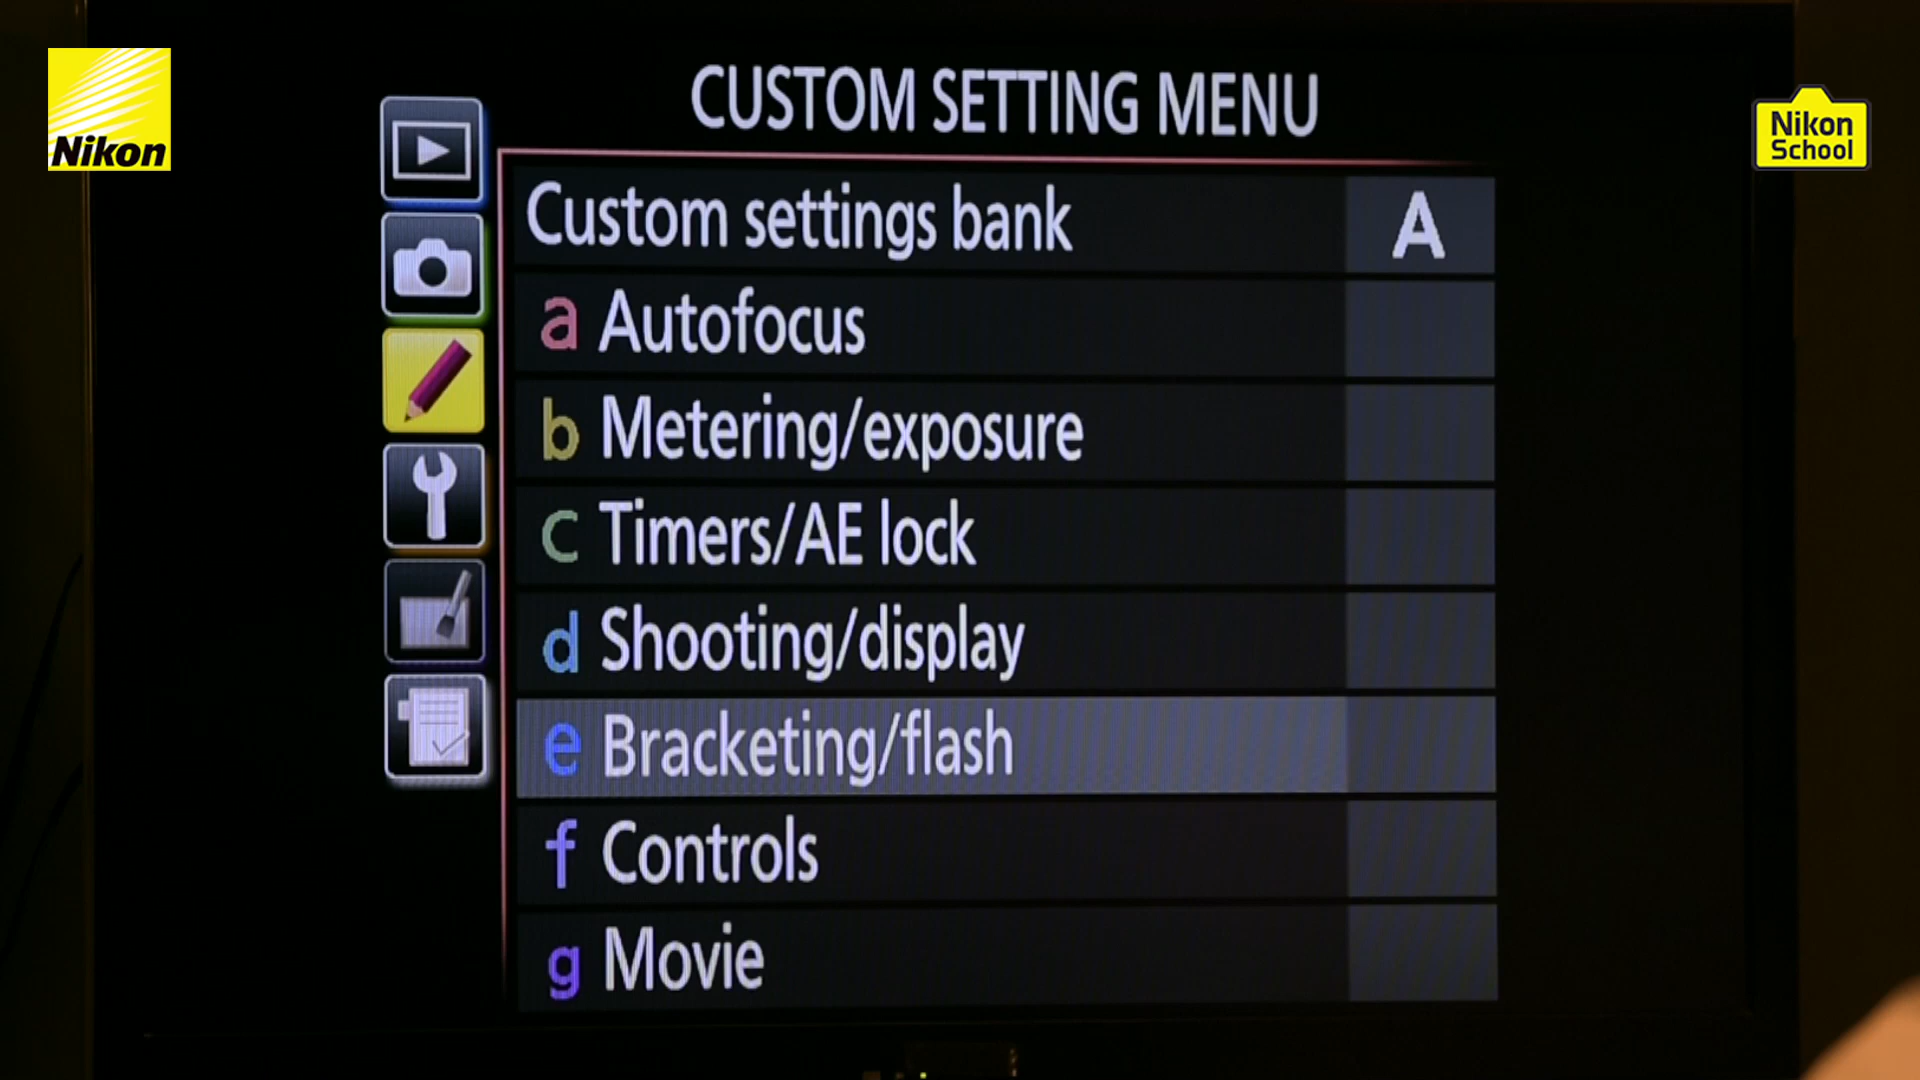 CUSTOM SETTING MENU
Nikon
Nikon
School
Custom settings bank A
a Autofocus
b Metering/exposure
c Timers/AE lock
d Shooting/display
e Bracketing/flash
f Controls
g Movie